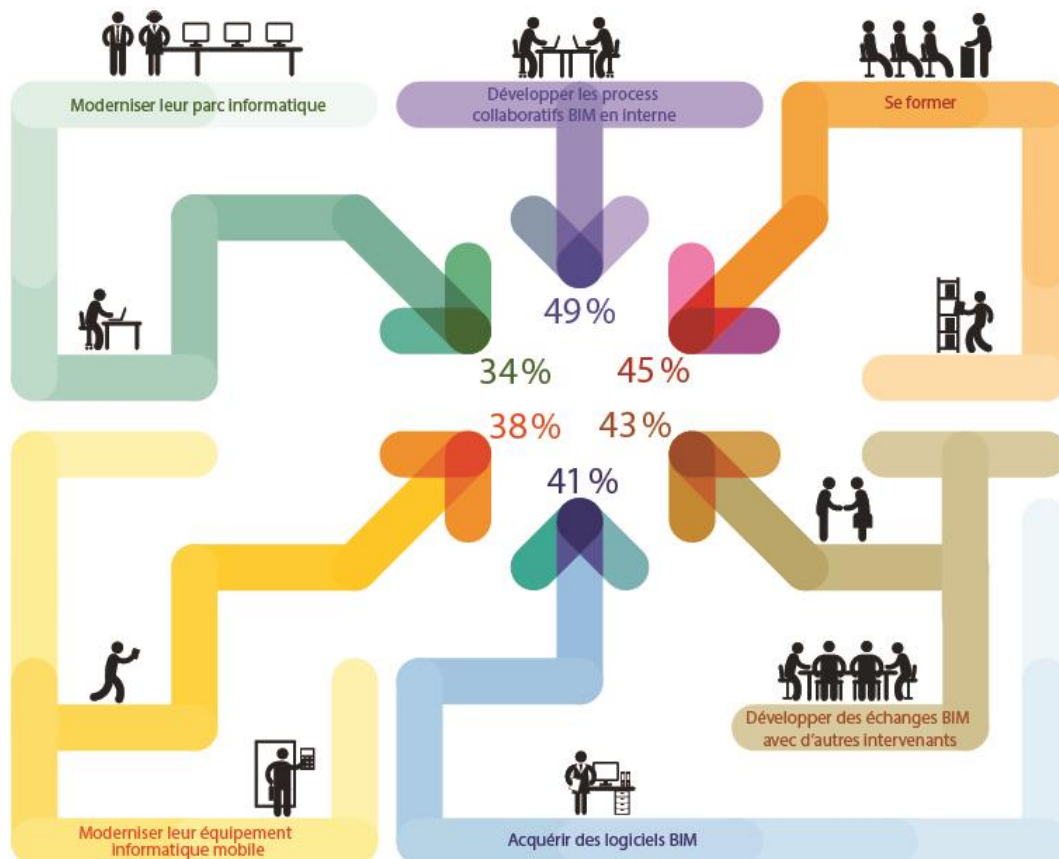 Moderniser leur parc informatique
Développer les process
collaboratifs BIM en interne
Se former
49 %
34 %
45 %
38 %
43 %
41 %
Développer des échanges BIM
avec d'autres intervenants
Moderniser leur équipement
informatique mobile
Acquérir des logiciels BIM